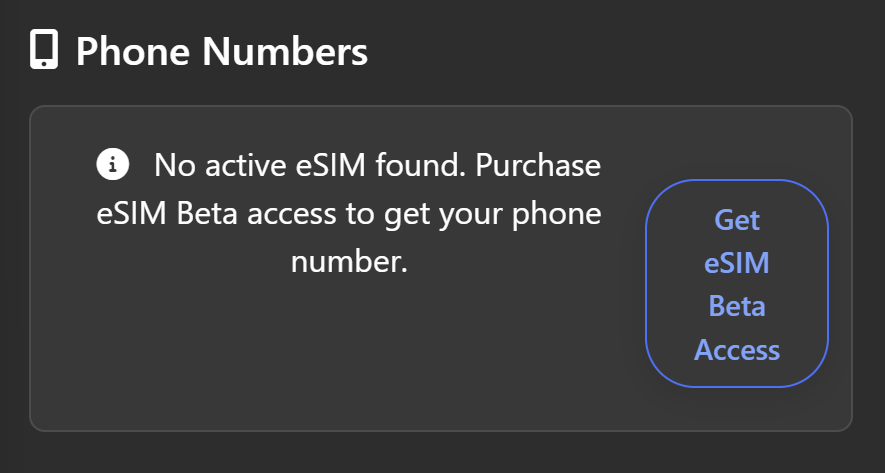 Phone Numbers
No active eSIM found. Purchase
eSIM Beta access to get your phone
number.
Get
eSIM
Beta
Access